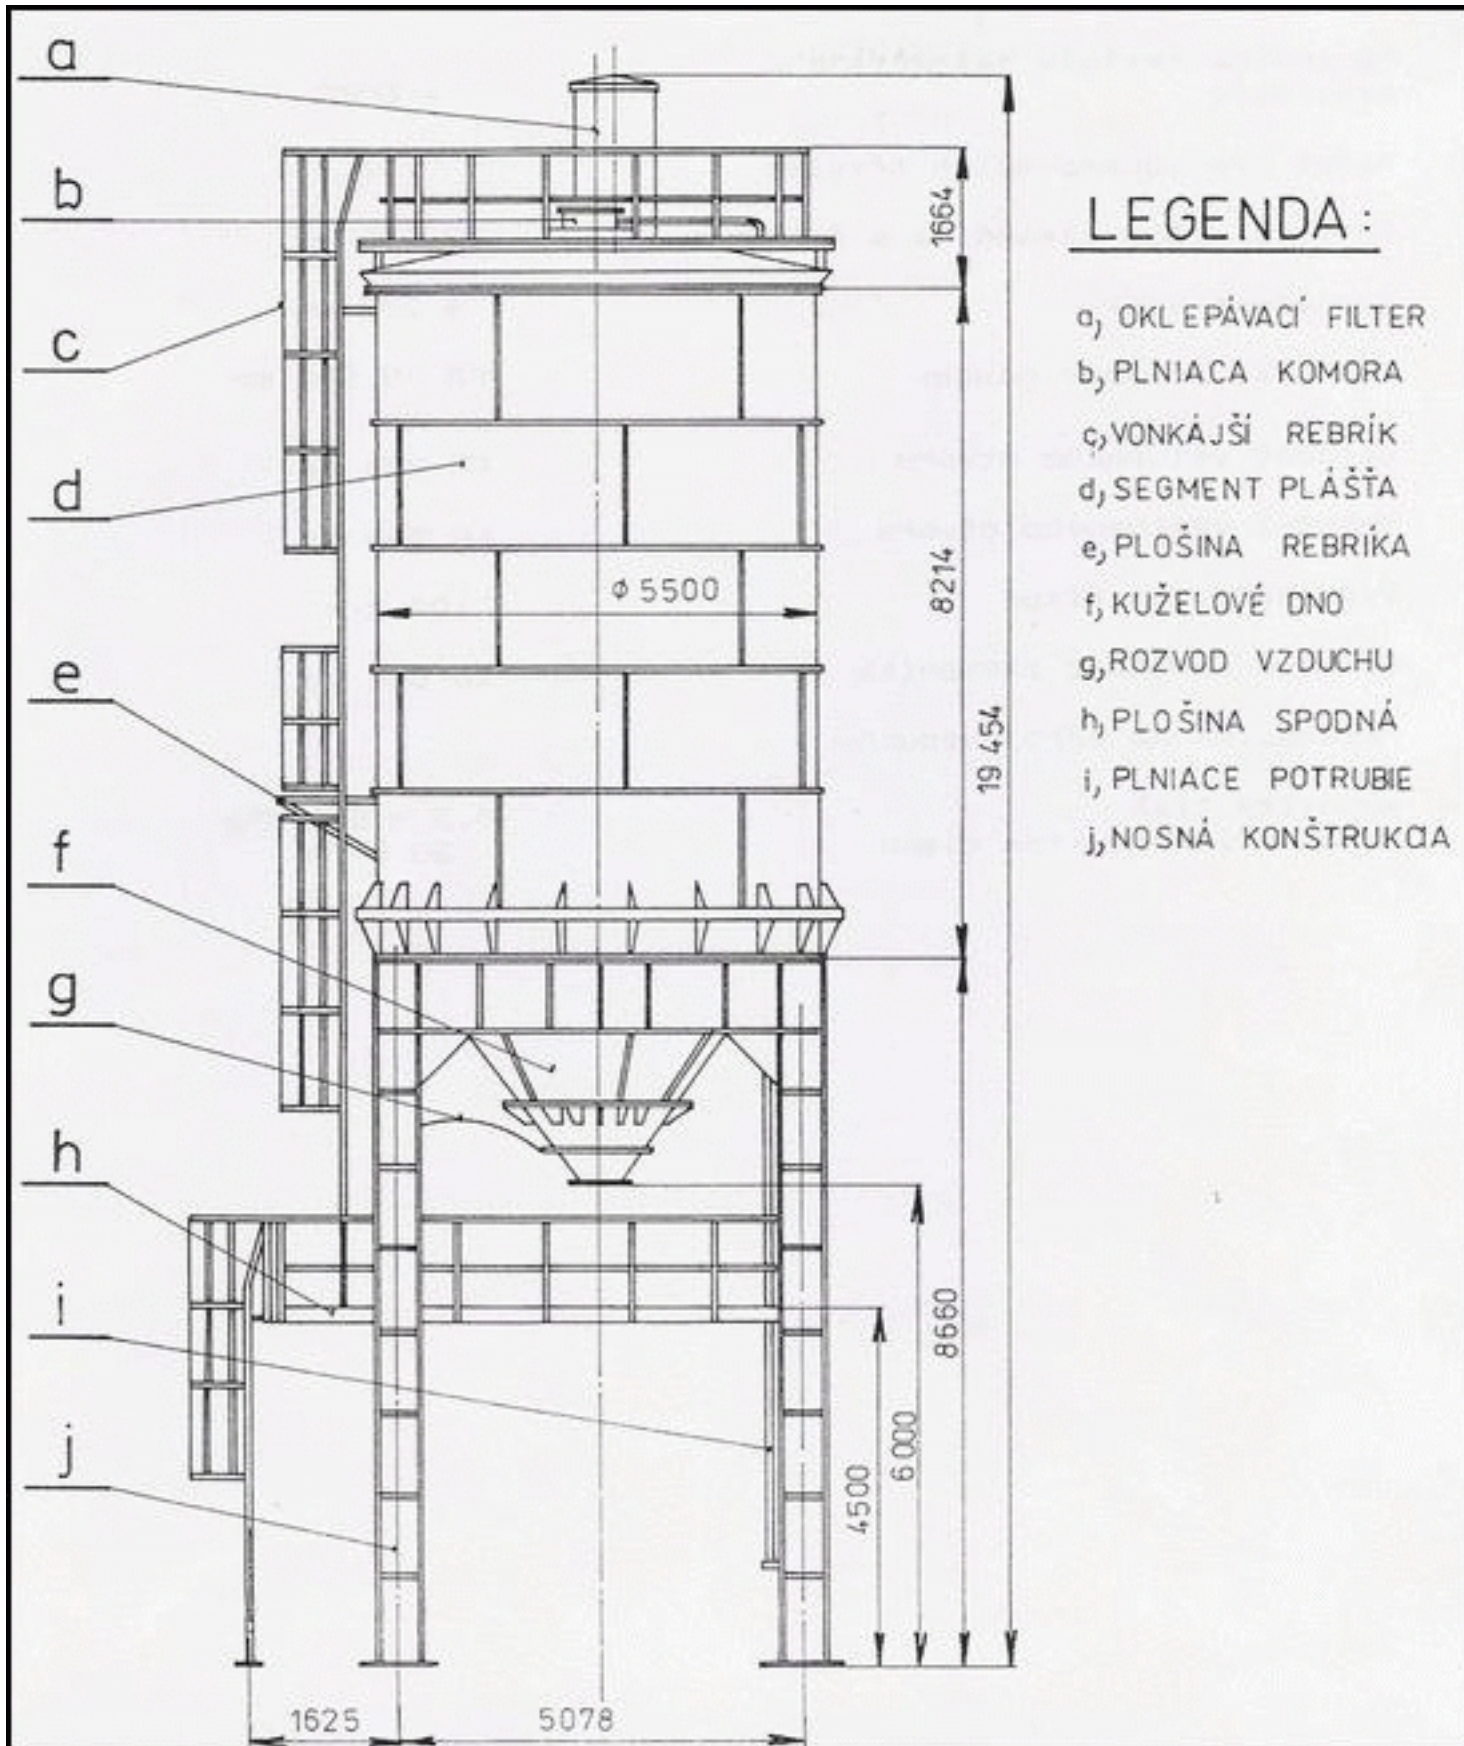 a
b
c
d
e
f
g
h
i
j
LEGENDA :
a, OKLEPÁVACÍ FILTER
b, PLNIACA KOMORA
c, VONKAJŠÍ REBRÍK
d, SEGMENT PLÁŠŤA
e, PLOŠINA REBRÍKA
f, KUŽELOVÉ DNO
g, ROZVOD VZDUCHU
h, PLOŠINA SPODNÁ
i, PLNIACE POTRUBIE
j, NOSNÁ KONŠTRUKCIA
1664
8214
⌀ 5500
19 454
8660
6 000
4500
1625
5078